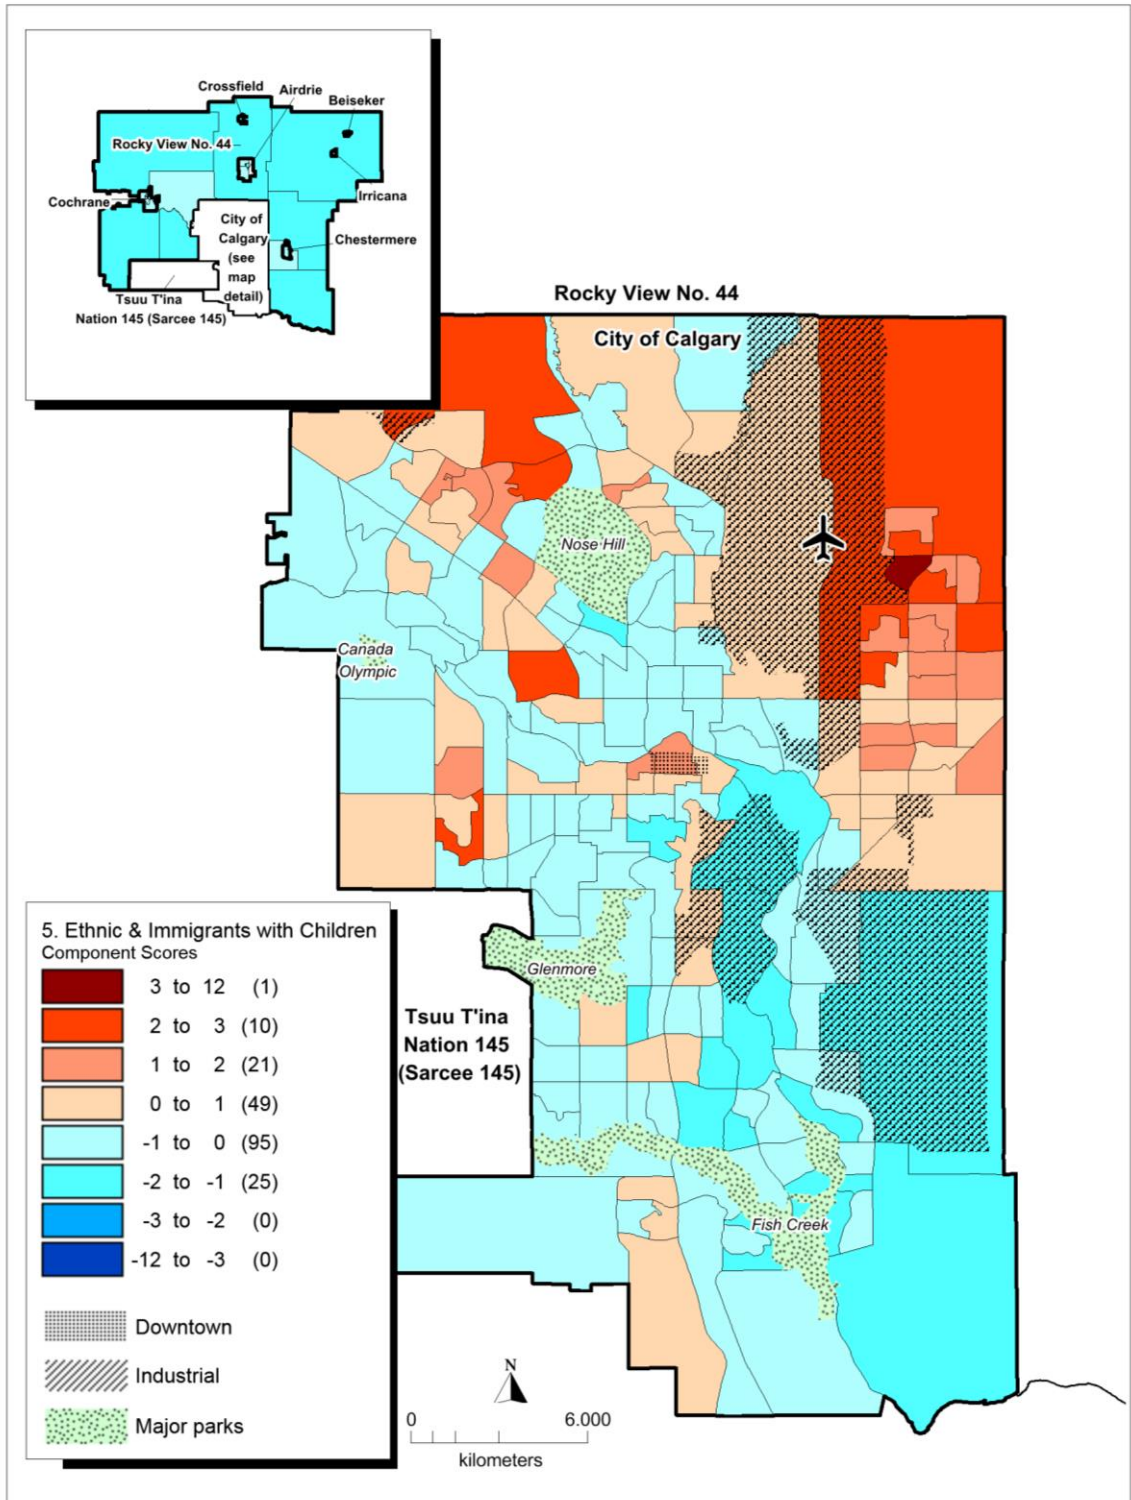 Crossfield
Airdrie
Beiseker
Rocky View No. 44
Cochrane
Irricana
City of
Calgary
(see
map
detail)
Chestermere
Tsuu T'ina
Nation 145 (Sarcee 145)
Rocky View No. 44
City of Calgary
Nose Hill
Canada
Olympic
Glenmore
Tsuu T'ina
Nation 145
(Sarcee 145)
Fish Creek
5. Ethnic & Immigrants with Children
Component Scores
3 to 12 (1)
2 to 3 (10)
1 to 2 (21)
0 to 1 (49)
-1 to 0 (95)
-2 to -1 (25)
-3 to -2 (0)
-12 to -3 (0)
Downtown
Industrial
Major parks
N
0 6.000
kilometers